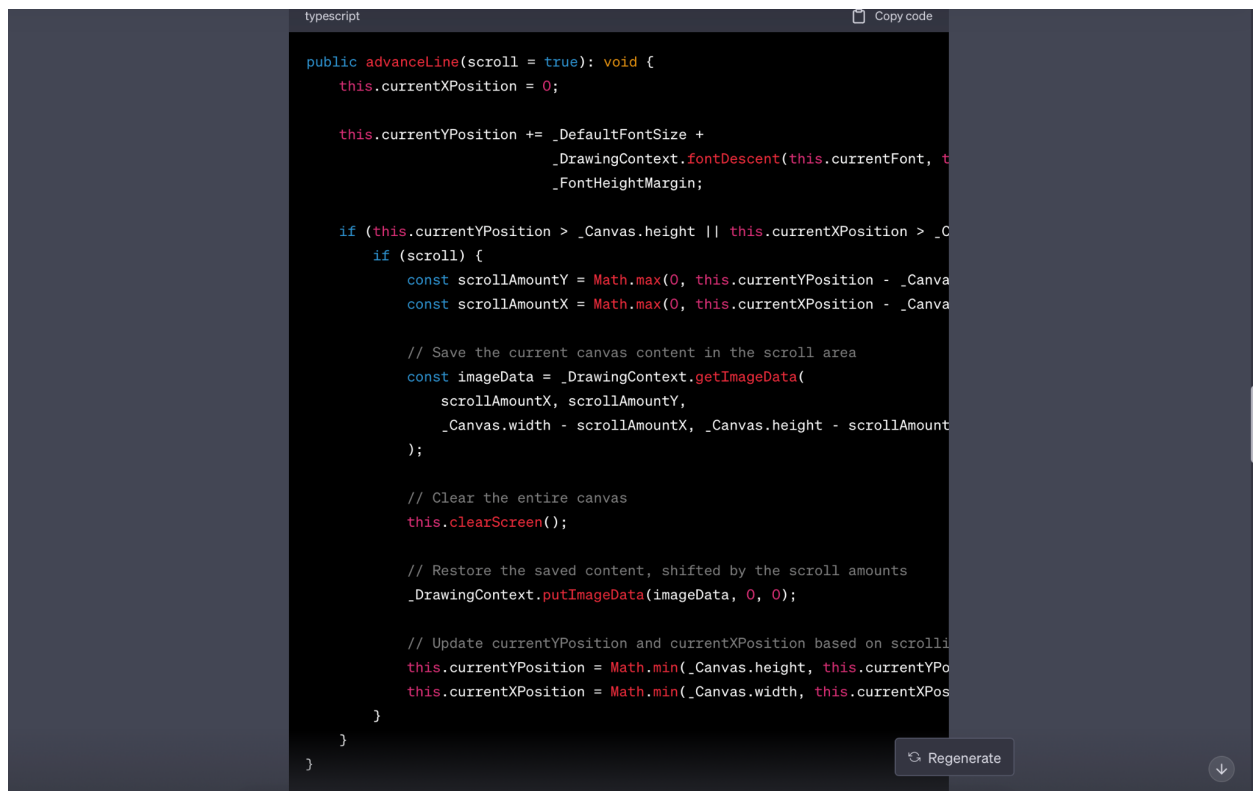 typescript
Copy code
public advanceLine(scroll = true): void {
this.currentXPosition = 0;
this.currentYPosition += _DefaultFontSize +
_DrawingContext.fontDescent(this.currentFont,
_FontHeightMargin;
if (this.currentYPosition > _Canvas.height || this.currentXPosition >
if (scroll) {
const scrollAmountY = Math.max(0, this.currentYPosition -
const scrollAmountX = Math.max(0, this.currentXPosition -
// Save the current canvas content in the scroll area
const imageData = _DrawingContext.getImageData(
scrollAmountX, scrollAmountY,
_Canvas.width - scrollAmountX, _Canvas.height - scrollAmount
);
// Clear the entire canvas
this.clearScreen();
// Restore the saved content, shifted by the scroll amounts
_DrawingContext.putImageData(imageData, 0, 0);
// Update currentYPosition and currentXPosition based on scrolli
this.currentYPosition = Math.min(_Canvas.height, this.currentYPo
this.currentXPosition = Math.min(_Canvas.width, this.currentXPos
}
}
}
Regenerate